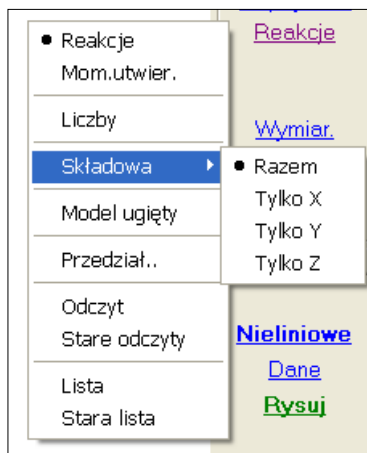 Reakcje
Mom.utwier.
Liczby
Składowa
Model ugięty
Przedział..
Odczyt
Stare odczyty
Lista
Stara lista
Razem
Tylko X
Tylko Y
Tylko Z
Reakcje
Wymiar.
Nieliniowe
Dane
Rysuj